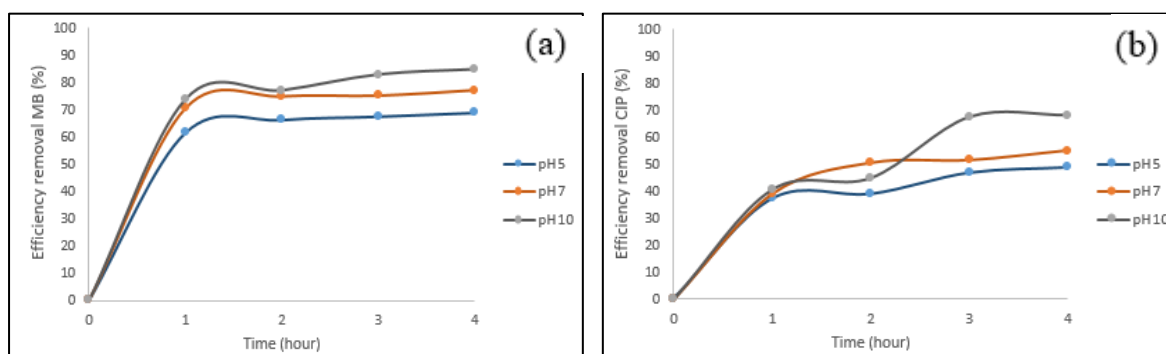 (a)
Efficiency removal MB (%)
100
90
80
70
60
50
40
30
20
10
0
0 1 2 3 4
Time (hour)
pH5
pH7
pH10
(b)
Efficiency removal CIP (%)
100
90
80
70
60
50
40
30
20
10
0
0 1 2 3 4
Time (hour)
pH5
pH7
pH10